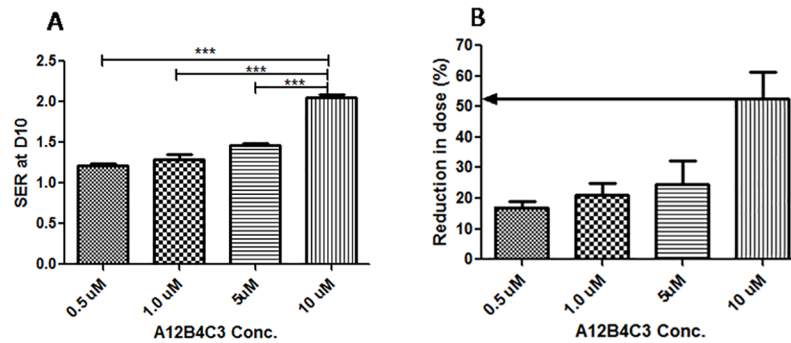 A
***
***
***
SER at D10
2.5
2.0
1.5
1.0
0.5
0.0
0.5 uM
1.0 uM
5uM
10 uM
A12B4C3 Conc.
B
Reduction in dose (%)
70
60
50
40
30
20
10
0
0.5 uM
1.0 uM
5uM
10 uM
A12B4C3 Conc.